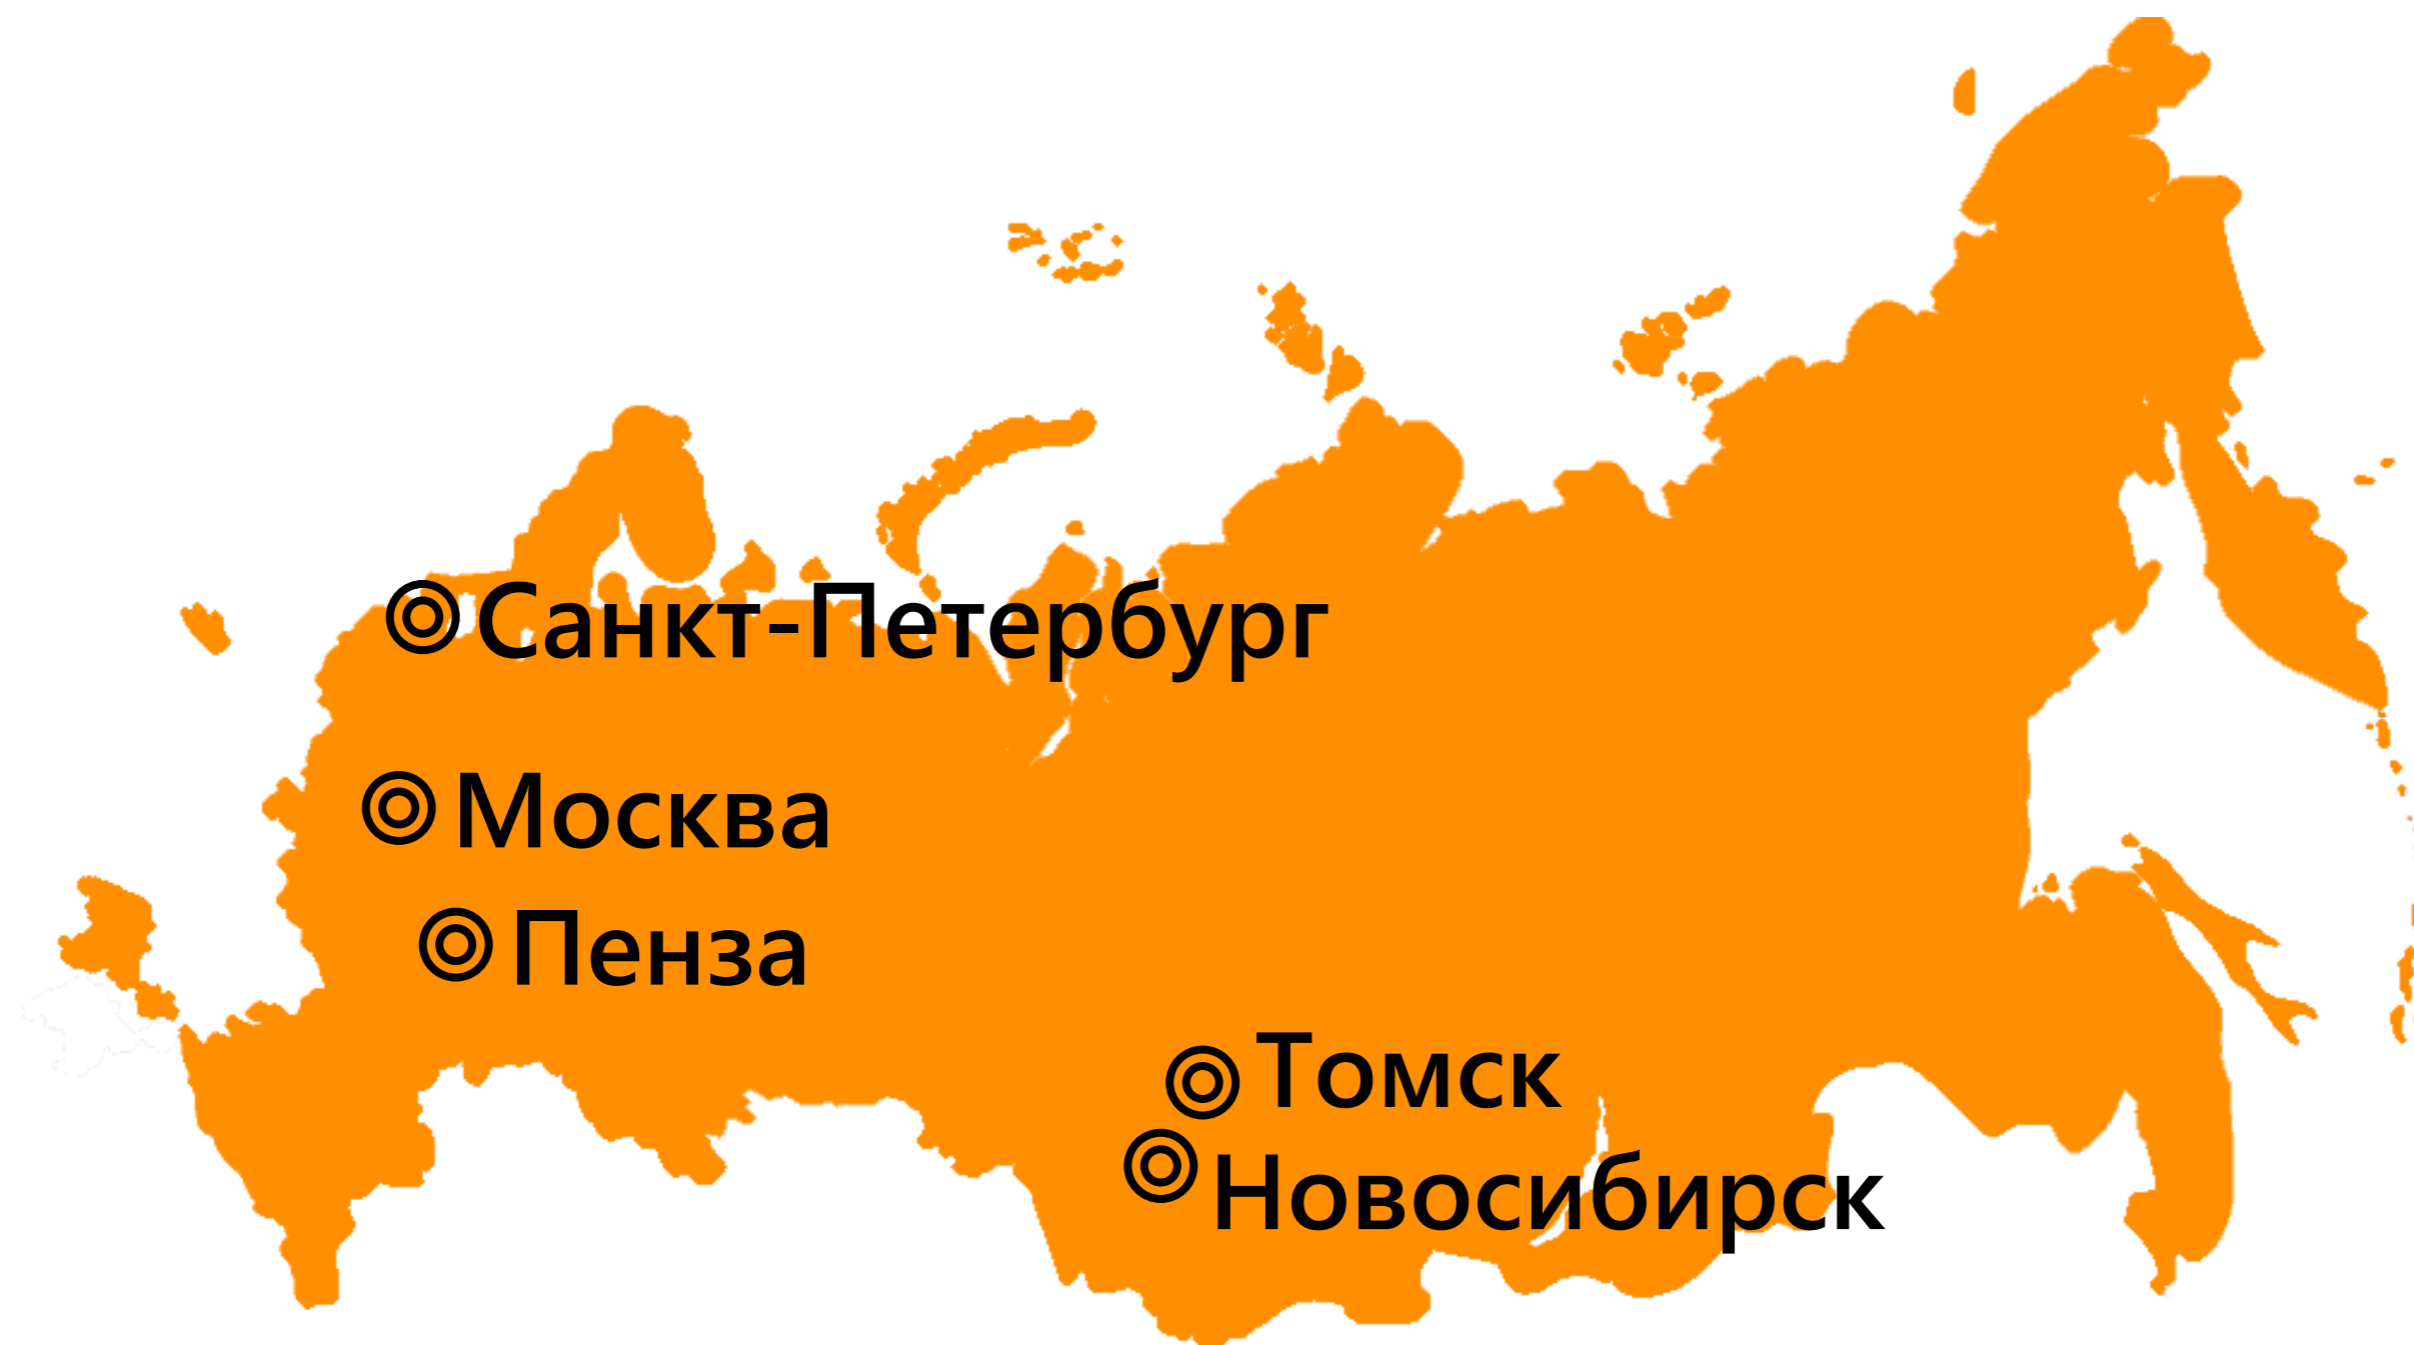 Санкт-Петербург
Москва
Пенза
Томск
Новосибирск